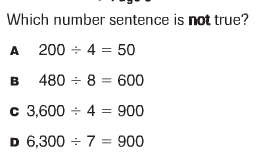 Which number sentence is not true?
A 200 ÷ 4 = 50
B 480 ÷ 8 = 600
C 3,600 ÷ 4 = 900
D 6,300 ÷ 7 = 900